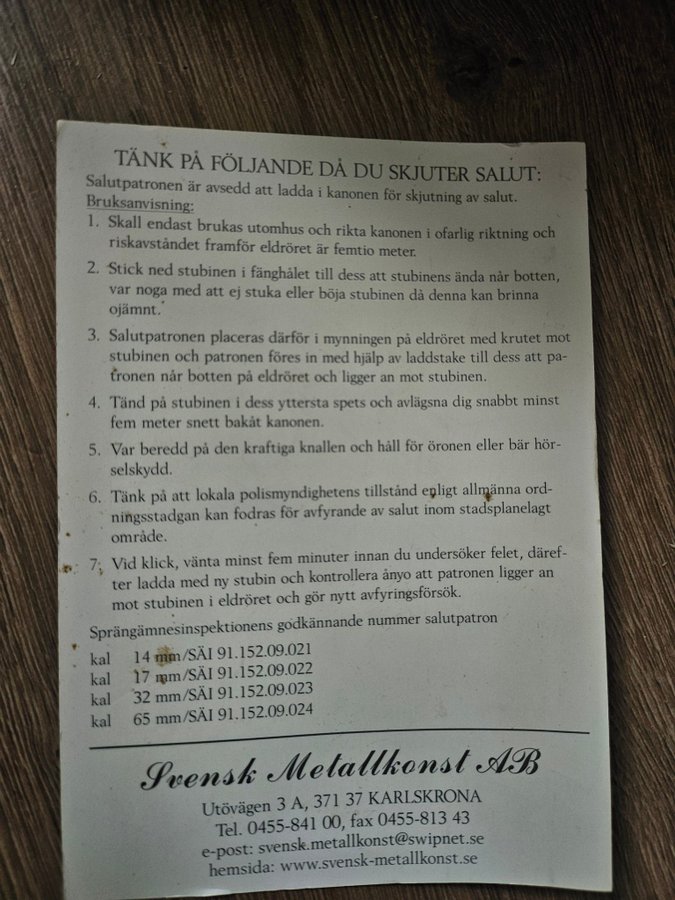 TÄNK PÅ FÖLJANDE DÅ DU SKJUTER SALUT:
Salutpatronen är avsedd att ladda i kanonen för skjutning av salut.
Bruksanvisning:
1. Skall endast brukas utomhus och rikta kanonen i ofarlig riktning och
riskavståndet framför eldröret är femtio meter.
2. Stick ned stubinen i fänghålet till dess att stubinens ända når botten,
var noga med att ej stuka eller böja stubinen då denna kan brinna
ojämnt.
3. Salutpatronen placeras därför i mynningen på eldröret med krutet mot
stubinen och patronen föres in med hjälp av laddstake till dess att pa-
tronen når botten på eldröret och ligger an mot stubinen.
4. Tänd på stubinen i dess yttersta spets och avlägsna dig snabbt minst
fem meter snett bakåt kanonen.
5. Var beredd på den kraftiga knallen och håll för öronen eller bär hör-
selskydd.
6. Tänk på att lokala polismyndighetens tillstånd enligt allmänna ord-
ningsstadgan kan fodras för avfyrande av salut inom stadsplanelagt
område.
7. Vid klick, vänta minst fem minuter innan du undersöker felet, däref-
ter ladda med ny stubin och kontrollera ånyo att patronen ligger an
mot stubinen i eldröret och gör nytt avfyringsförsök.
Sprängämnesinspektionens godkännande nummer salutpatron
kal 14 mm/SÄI 91.152.09.021
kal 17 mm/SÄI 91.152.09.022
kal 32 mm/SÄI 91.152.09.023
kal 65 mm/SÄI 91.152.09.024
Svensk Metallkonst AB
Utövägen 3 A, 371 37 KARLSKRONA
Tel. 0455-841 00, fax 0455-813 43
e-post: svensk.metallkonst@swipnet.se
hemsida: www.svensk-metallkonst.se